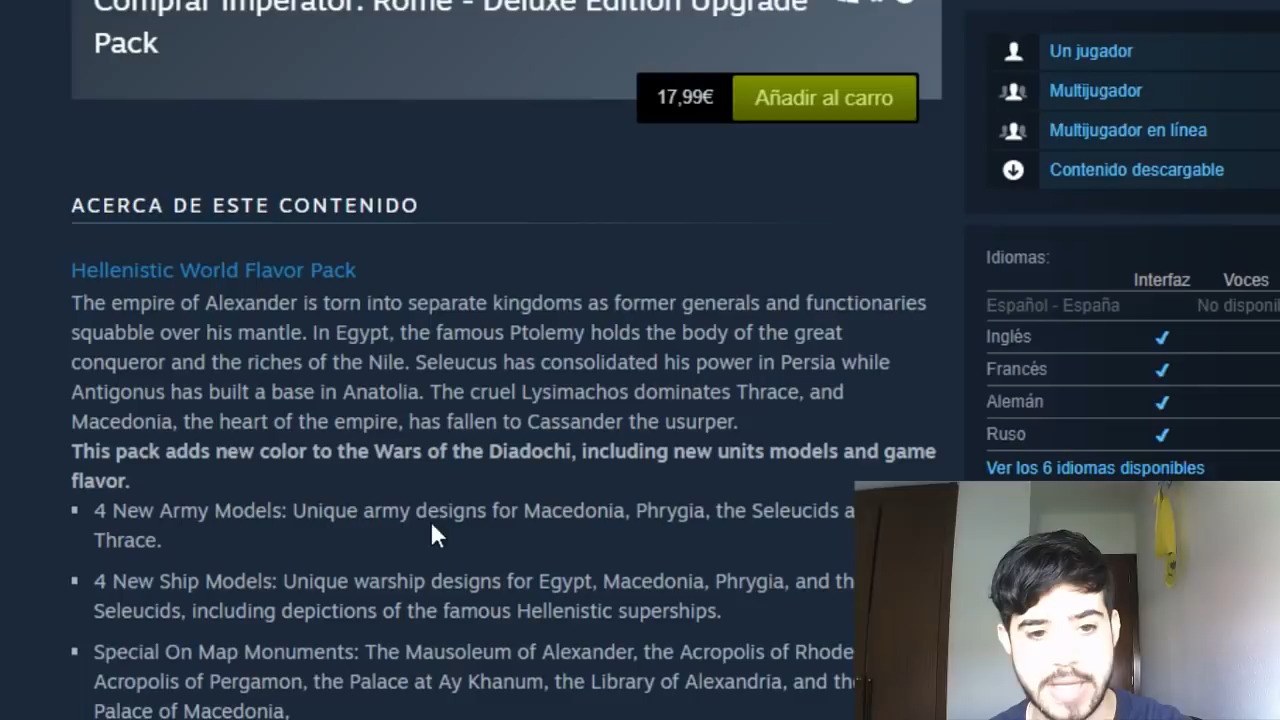 Comprar Imperator: Rome - Deluxe Edition Upgrade
Pack
17,99€
Añadir al carro
ACERCA DE ESTE CONTENIDO
Hellenistic World Flavor Pack
The empire of Alexander is torn into separate kingdoms as former generals and functionaries
squabble over his mantle. In Egypt, the famous Ptolemy holds the body of the great
conqueror and the riches of the Nile. Seleucus has consolidated his power in Persia while
Antigonus has built a base in Anatolia. The cruel Lysimachos dominates Thrace, and
Macedonia, the heart of the empire, has fallen to Cassander the usurper.
This pack adds new color to the Wars of the Diadochi, including new units models and game
flavor.
4 New Army Models: Unique army designs for Macedonia, Phrygia, the Seleucids a
Thrace.
4 New Ship Models: Unique warship designs for Egypt, Macedonia, Phrygia, and th
Seleucids, including depictions of the famous Hellenistic superships.
Special On Map Monuments: The Mausoleum of Alexander, the Acropolis of Rhode
Acropolis of Pergamon, the Palace at Ay Khanum, the Library of Alexandria, and the
Palace of Macedonia,
Un jugador
Multijugador
Multijugador en línea
Contenido descargable
Idiomas:
Interfaz Voces
Español - España No disponi
Inglés
Francés
Alemán
Ruso
Ver los 6 idiomas disponibles